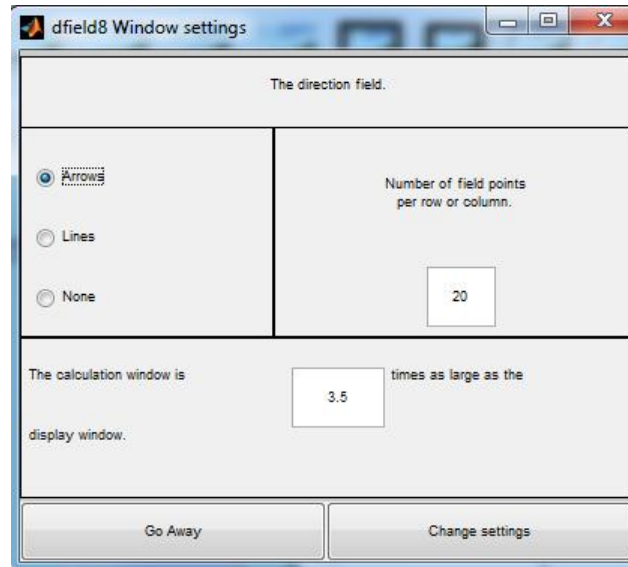 dfield8 Window settings
The direction field.
Arrows
Lines
None
Number of field points
per row or column.
20
The calculation window is
3.5
times as large as the
display window.
Go Away
Change settings